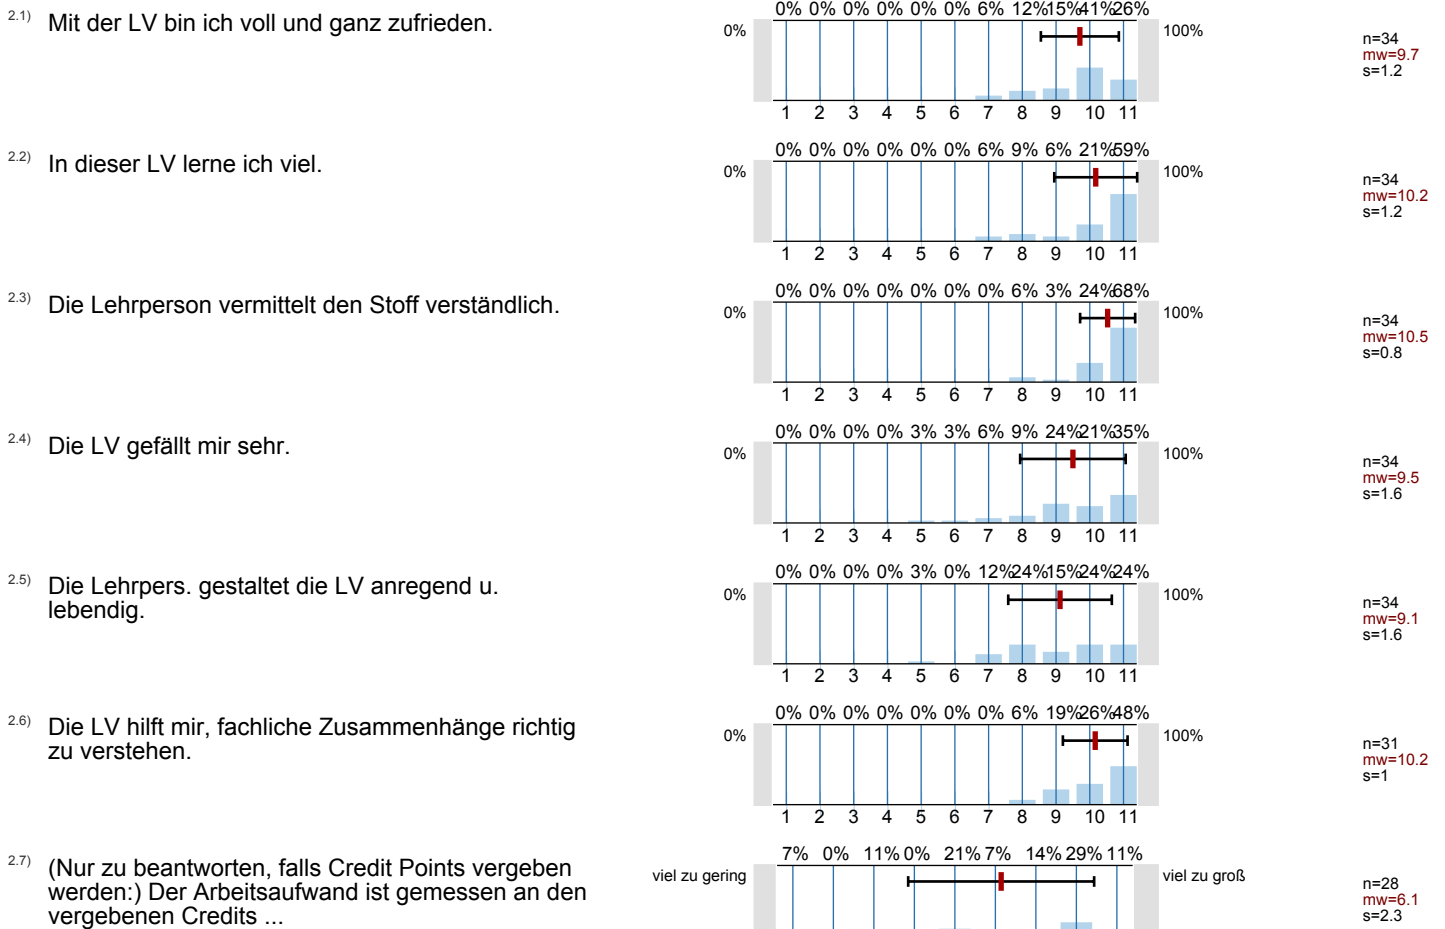 2.1) Mit der LV bin ich voll und ganz zufrieden.
0% 0% 0% 0% 0% 0% 6% 12% 15% 41% 26%
0% 100%
n=34
mw=9.7
s=1.2
1 2 3 4 5 6 7 8 9 10 11
2.2) In dieser LV lerne ich viel.
0% 0% 0% 0% 0% 0% 6% 9% 6% 21% 59%
0% 100%
n=34
mw=10.2
s=1.2
1 2 3 4 5 6 7 8 9 10 11
2.3) Die Lehrperson vermittelt den Stoff verständlich.
0% 0% 0% 0% 0% 0% 0% 6% 3% 24% 68%
0% 100%
n=34
mw=10.5
s=0.8
1 2 3 4 5 6 7 8 9 10 11
2.4) Die LV gefällt mir sehr.
0% 0% 0% 0% 3% 3% 6% 9% 24% 21% 35%
0% 100%
n=34
mw=9.5
s=1.6
1 2 3 4 5 6 7 8 9 10 11
2.5) Die Lehrpers. gestaltet die LV anregend u.
lebendig.
0% 0% 0% 0% 3% 0% 12% 24% 15% 24% 24%
0% 100%
n=34
mw=9.1
s=1.6
1 2 3 4 5 6 7 8 9 10 11
2.6) Die LV hilft mir, fachliche Zusammenhänge richtig
zu verstehen.
0% 0% 0% 0% 0% 0% 0% 6% 19% 26% 48%
0% 100%
n=31
mw=10.2
s=1
1 2 3 4 5 6 7 8 9 10 11
2.7) (Nur zu beantworten, falls Credit Points vergeben
werden:) Der Arbeitsaufwand ist gemessen an den
vergebenen Credits ...
7% 0% 11% 0% 21% 7% 14% 29% 11%
viel zu gering viel zu groß
n=28
mw=6.1
s=2.3